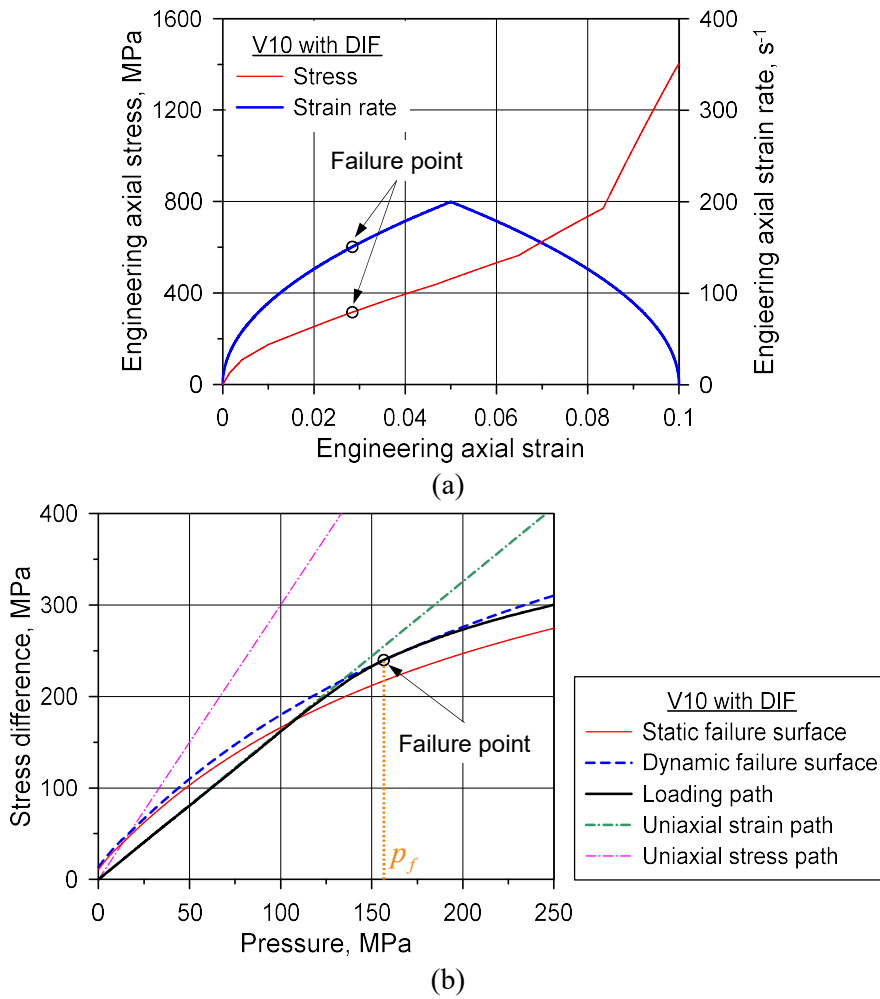 1600
1200
800
400
0
Engineering axial stress, MPa
V10 with DIF
Stress
Strain rate
Failure point
400
300
200
100
0
Engieering axial strain rate, s⁻¹
0
0.02
0.04
0.06
0.08
0.1
Engineering axial strain
(a)
400
300
200
100
0
Stress difference, MPa
Failure point
p_f
0
50
100
150
200
250
Pressure, MPa
V10 with DIF
Static failure surface
Dynamic failure surface
Loading path
Uniaxial strain path
Uniaxial stress path
(b)